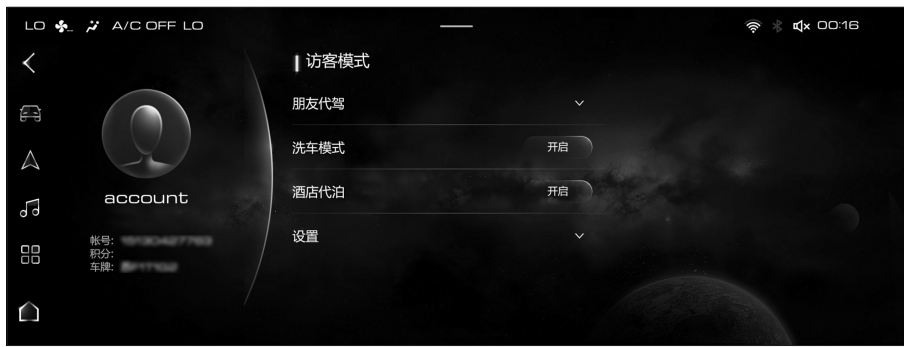 LO A/C OFF LO 00:16
访客模式
朋友代驾
洗车模式 开启
酒店代泊 开启
设置
account
帐号:
积分:
车牌: